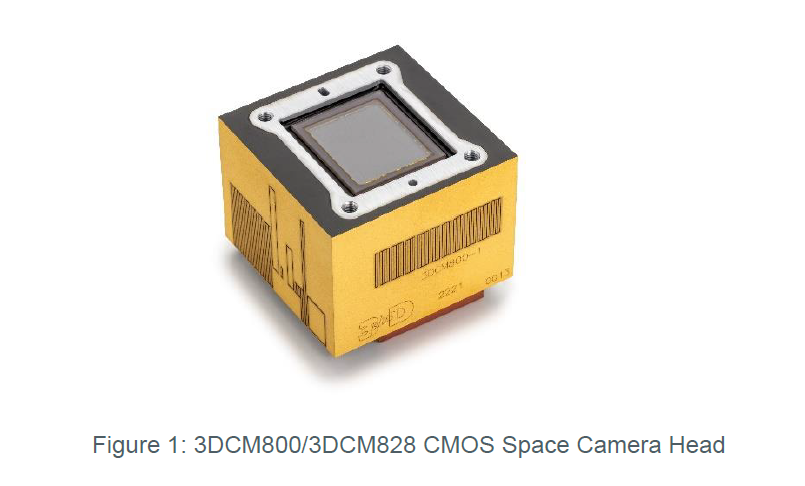 3DCM800-1
2221 0013
Figure 1: 3DCM800/3DCM828 CMOS Space Camera Head